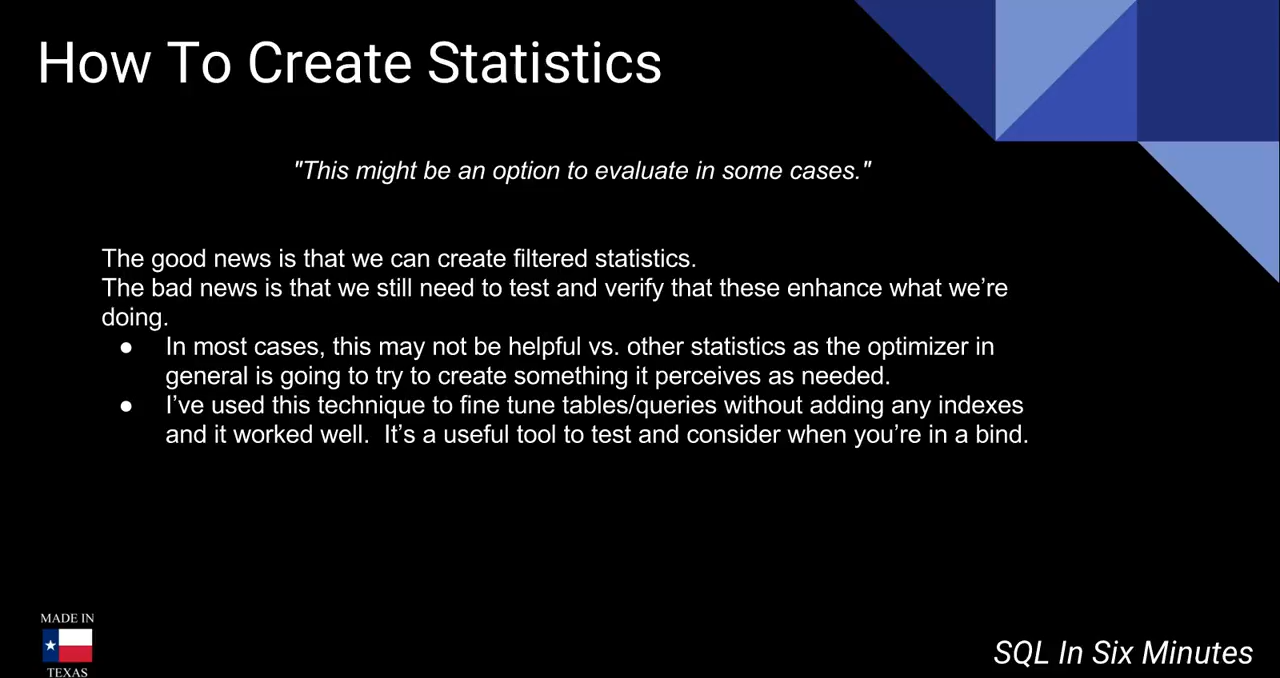 How To Create Statistics
"This might be an option to evaluate in some cases."
The good news is that we can create filtered statistics.
The bad news is that we still need to test and verify that these enhance what we're
doing.
● In most cases, this may not be helpful vs. other statistics as the optimizer in
general is going to try to create something it perceives as needed.
● I've used this technique to fine tune tables/queries without adding any indexes
and it worked well.  It's a useful tool to test and consider when you're in a bind.
MADE IN
TEXAS
SQL In Six Minutes